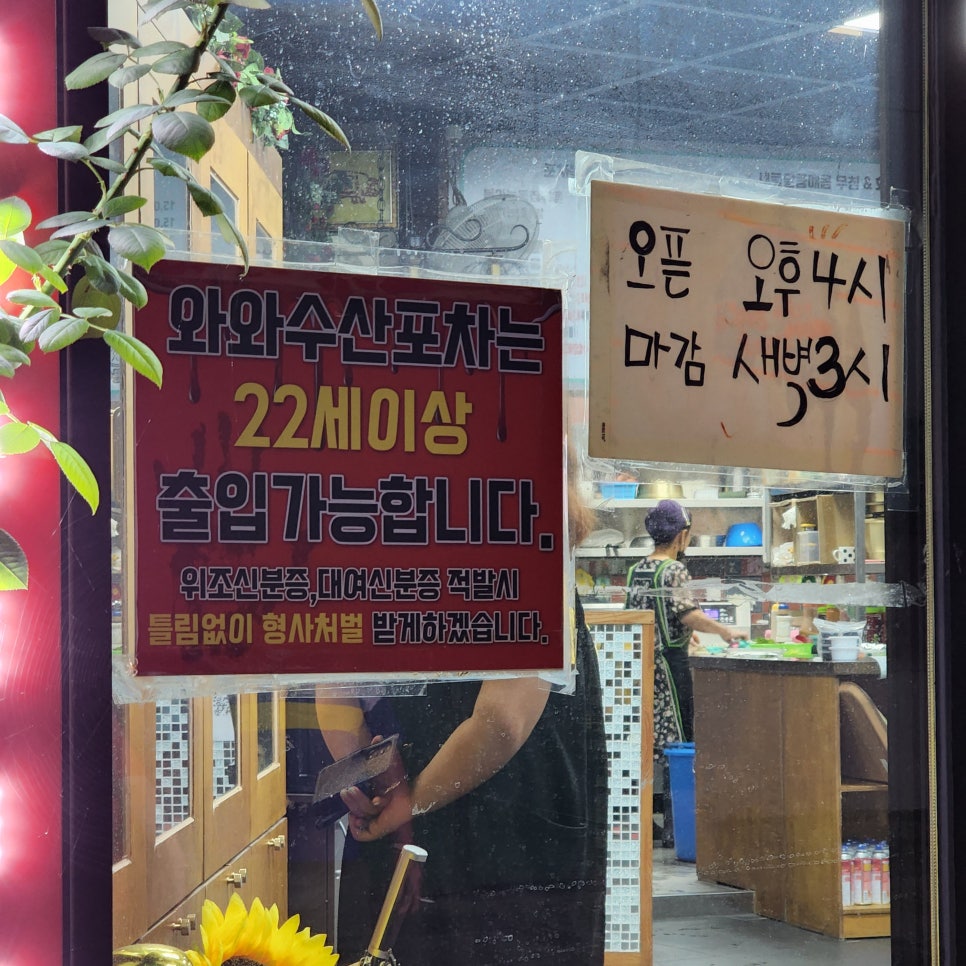 와와수산포차는
22세이상
출입가능합니다.
위조신분증,대여신분증 적발시
틀림없이 형사처벌 받게하겠습니다.
오픈 오후4시
마감 새벽3시